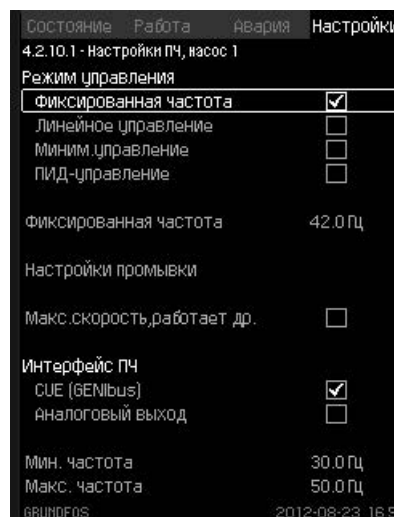 Состояние Работа Авария Настройки
4.2.10.1 - Настройки ПЧ, насос 1
Режим управления
Фиксированная частота
Линейное управление
Миним.управление
ПИД-управление
Фиксированная частота 42.0 Гц
Настройки промывки
Макс.скорость,работает др.
Интерфейс ПЧ
CUE (GENIbus)
Аналоговый выход
Мин. частота 30.0 Гц
Макс. частота 50.0 Гц
GRUNDFOS 2012-08-23